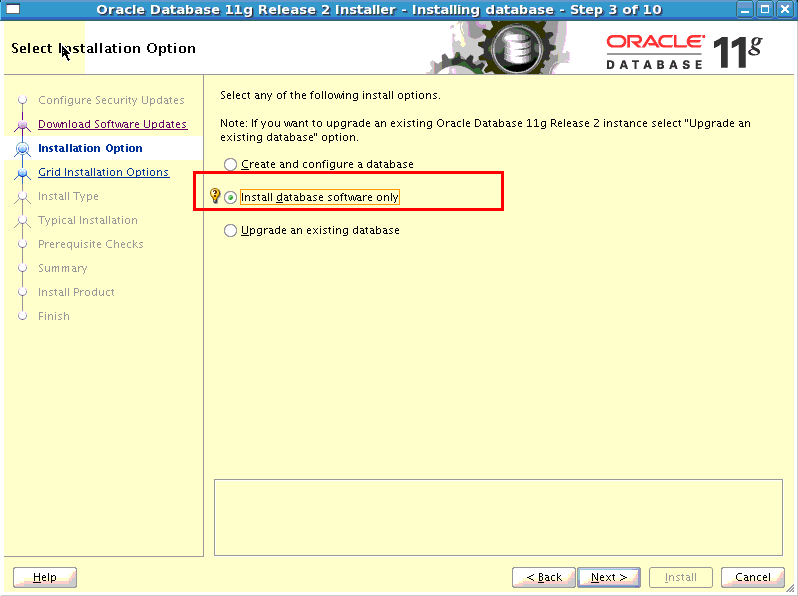 Oracle Database 11g Release 2 Installer - Installing database - Step 3 of 10
Select Installation Option
ORACLE
DATABASE
11g
Configure Security Updates
Download Software Updates
Installation Option
Grid Installation Options
Install Type
Typical Installation
Prerequisite Checks
Summary
Install Product
Finish
Select any of the following install options.
Note: If you want to upgrade an existing Oracle Database 11g Release 2 instance select "Upgrade an
existing database" option.
Create and configure a database
Install database software only
Upgrade an existing database
Help
< Back
Next >
Install
Cancel